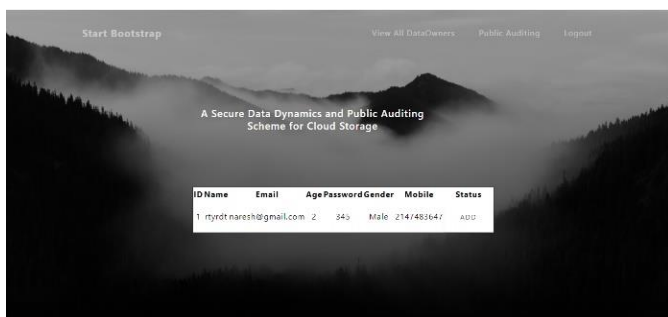 Start Bootstrap View All DataOwners Public Auditing Logout
A Secure Data Dynamics and Public Auditing
Scheme for Cloud Storage
ID Name Email Age Password Gender Mobile Status
1 rtyrdt naresh@gmail.com 2 345 Male 2147483647 ADD